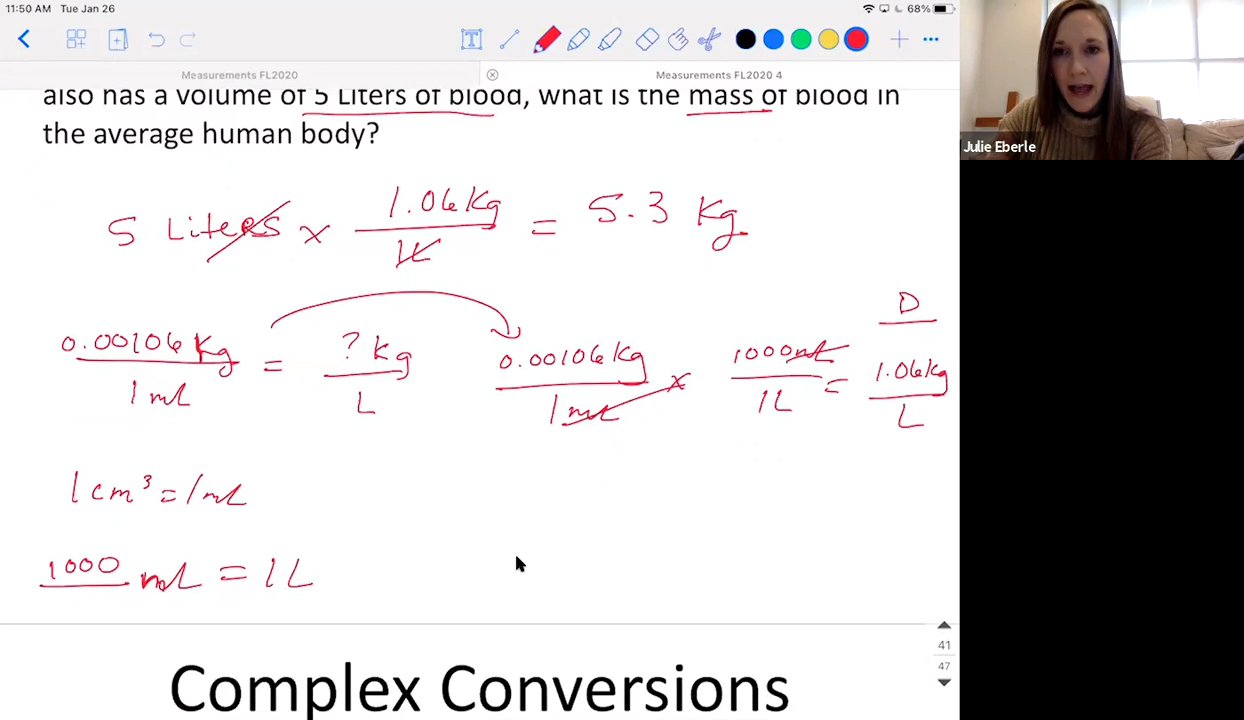 11:50 AM Tue Jan 26
68%
Measurements FL2020
Measurements FL2020 4
also has a volume of 5 Liters of blood, what is the mass of blood in
the average human body?
Julie Eberle
5 Liters x 1.06 Kg / 1L = 5.3 Kg
D
0.00106 Kg / 1 mL = ? Kg / L
0.00106 Kg / 1 mL x 1000 mL / 1L = 1.06 Kg / L
1 cm³ = 1 mL
1000 mL = 1 L
41
47
Complex Conversions